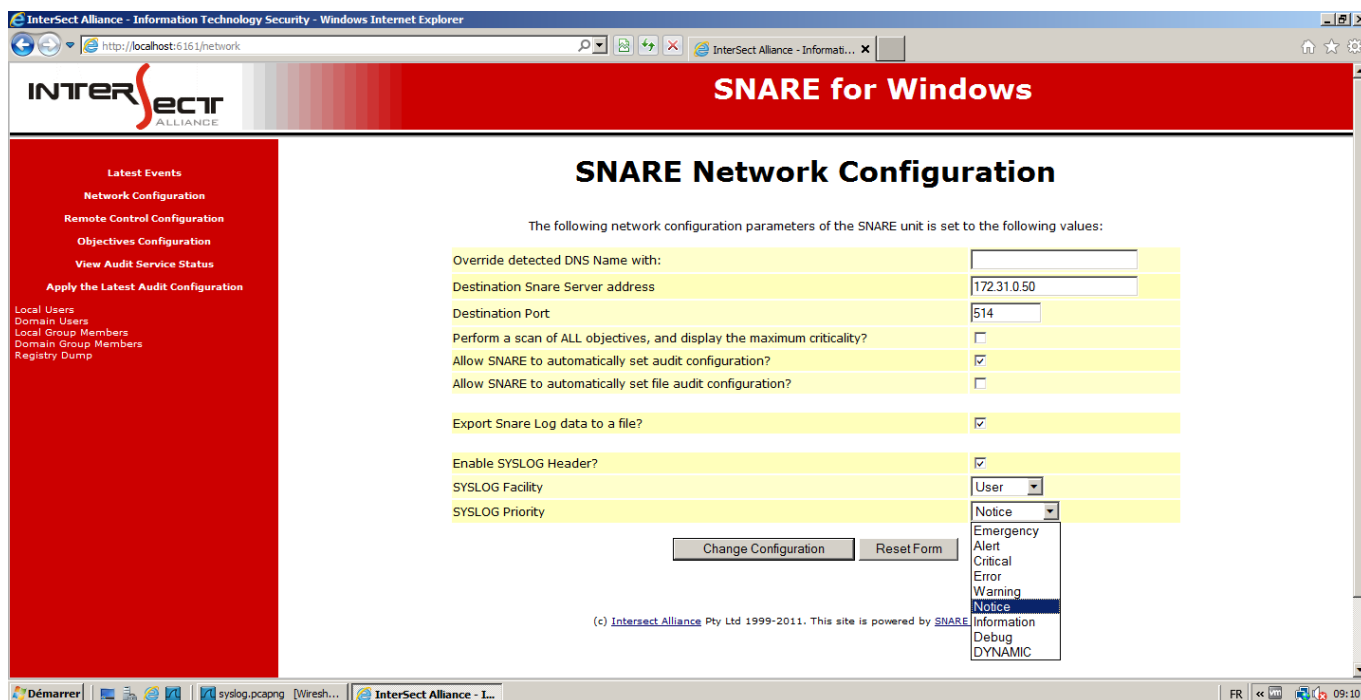 InterSect Alliance - Information Technology Security - Windows Internet Explorer
http://localhost:6161/network
InterSect Alliance - Informati...
INTERSECT
ALLIANCE
SNARE for Windows
Latest Events
Network Configuration
Remote Control Configuration
Objectives Configuration
View Audit Service Status
Apply the Latest Audit Configuration
Local Users
Domain Users
Local Group Members
Domain Group Members
Registry Dump
SNARE Network Configuration
The following network configuration parameters of the SNARE unit is set to the following values:
Override detected DNS Name with:
Destination Snare Server address 172.31.0.50
Destination Port 514
Perform a scan of ALL objectives, and display the maximum criticality?
Allow SNARE to automatically set audit configuration?
Allow SNARE to automatically set file audit configuration?
Export Snare Log data to a file?
Enable SYSLOG Header?
SYSLOG Facility User
SYSLOG Priority Notice
Emergency
Alert
Critical
Error
Warning
Notice
Information
Debug
DYNAMIC
Change Configuration Reset Form
(c) Intersect Alliance Pty Ltd 1999-2011. This site is powered by SNARE
Démarrer syslog.pcapng [Wiresh... InterSect Alliance - I... FR 09:10